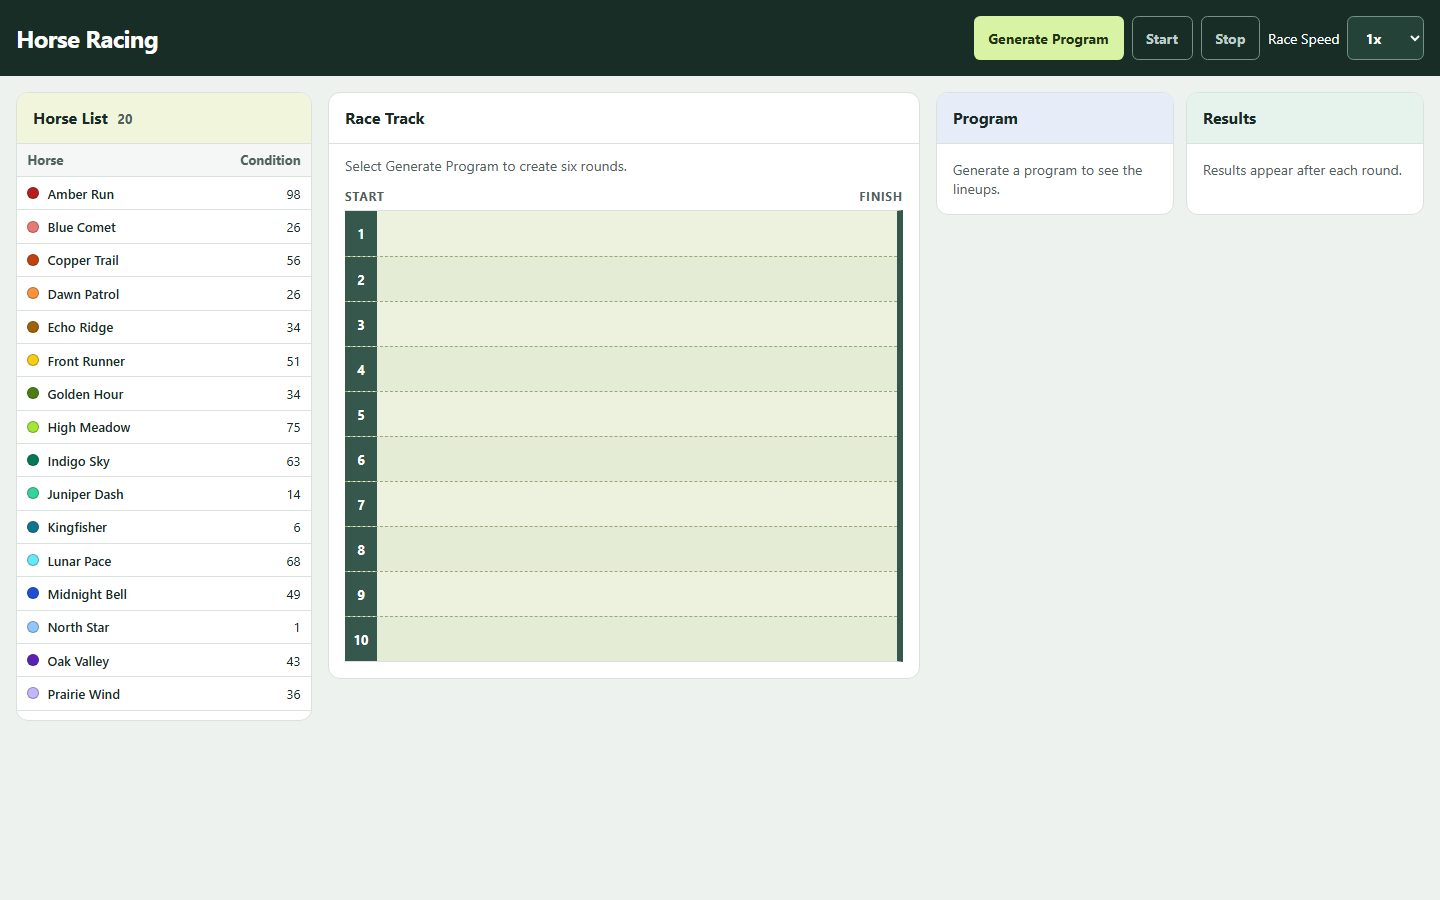 Horse Racing
Generate Program
Start
Stop
Race Speed
1x
Horse List 20
Horse Condition
Amber Run 98
Blue Comet 26
Copper Trail 56
Dawn Patrol 26
Echo Ridge 34
Front Runner 51
Golden Hour 34
High Meadow 75
Indigo Sky 63
Juniper Dash 14
Kingfisher 6
Lunar Pace 68
Midnight Bell 49
North Star 1
Oak Valley 43
Prairie Wind 36
Race Track
Select Generate Program to create six rounds.
START FINISH
1
2
3
4
5
6
7
8
9
10
Program
Generate a program to see the
lineups.
Results
Results appear after each round.